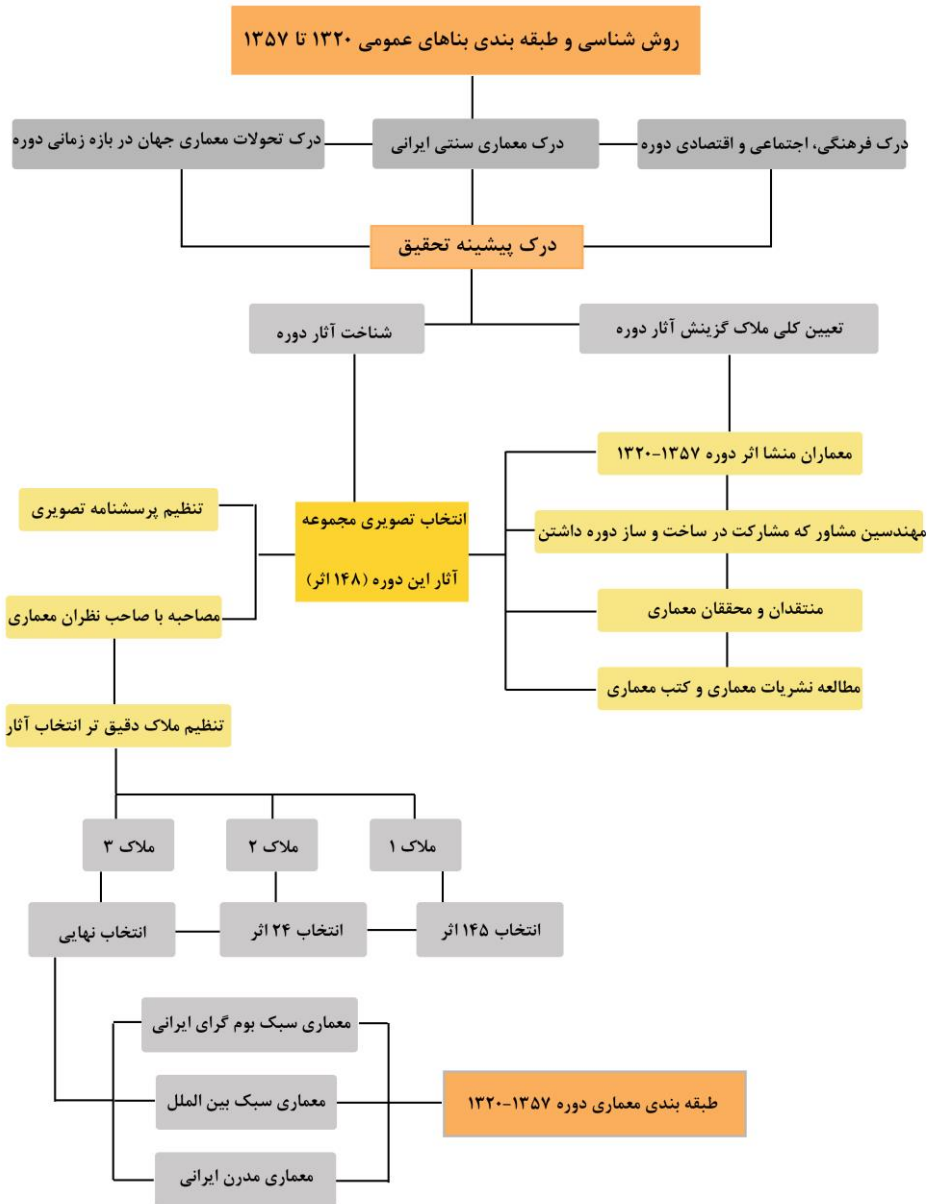 روش شناسی و طبقه بندی بناهای عمومی ۱۳۲۰ تا ۱۳۵۷
درک فرهنگی، اجتماعی و اقتصادی دوره
درک معماری سنتی ایرانی
درک تحولات معماری جهان در بازه زمانی دوره
درک پیشینه تحقیق
تعیین کلی ملاک گزینش آثار دوره
شناخت آثار دوره
معماران منشا اثر دوره ۱۳۵۷-۱۳۲۰
مهندسین مشاور که مشارکت در ساخت و ساز دوره داشتن
منتقدان و محققان معماری
مطالعه نشریات معماری و کتب معماری
انتخاب تصویری مجموعه
آثار این دوره (۱۴۸ اثر)
تنظیم پرسشنامه تصویری
مصاحبه با صاحب نظران معماری
تنظیم ملاک دقیق تر انتخاب آثار
ملاک ۱
ملاک ۲
ملاک ۳
انتخاب ۱۴۵ اثر
انتخاب ۲۴ اثر
انتخاب نهایی
معماری سبک بوم گرای ایرانی
معماری سبک بین الملل
معماری مدرن ایرانی
طبقه بندی معماری دوره ۱۳۵۷-۱۳۲۰